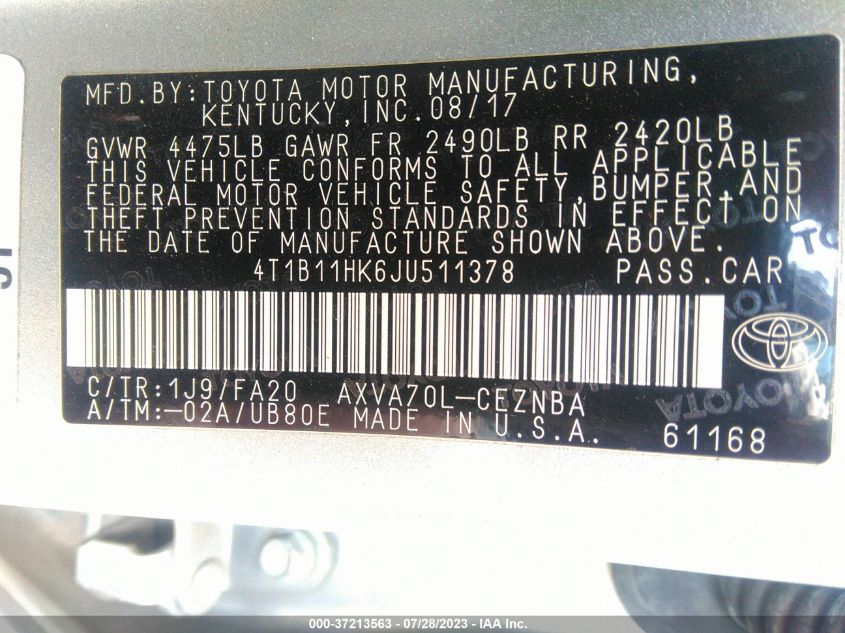 MFD.BY:TOYOTA MOTOR MANUFACTURING,
KENTUCKY,INC.08/17
GVWR 4475LB GAWR FR 2490LB RR 2420LB
THIS VEHICLE CONFORMS TO ALL APPLICABLE
FEDERAL MOTOR VEHICLE SAFETY,BUMPER,AND
THEFT PREVENTION STANDARDS IN EFFECT ON
THE DATE OF MANUFACTURE SHOWN ABOVE.
4T1B11HK6JU511378 PASS.CAR
C/TR:1J9/FA20 AXVA70L-CEZNBA
A/TM:-02A/UB80E MADE IN U.S.A. 61168
TOYOTA
000-37213563 - 07/28/2023 - IAA Inc.